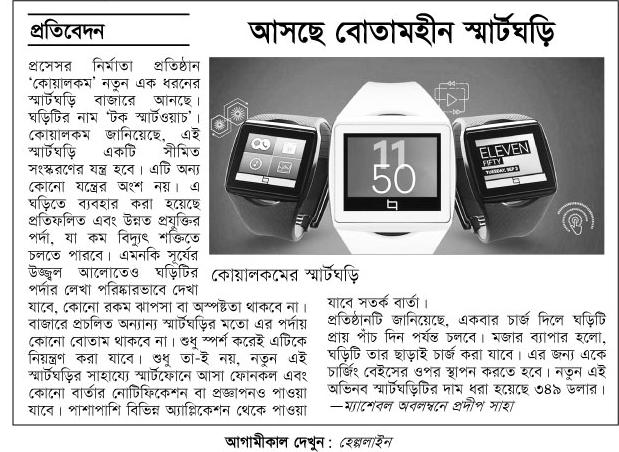 প্রতিবেদন
আসছে বোতামহীন স্মার্টঘড়ি
প্রসেসর নির্মাতা প্রতিষ্ঠান
‘কোয়ালকম’ নতুন এক ধরনের
স্মার্টঘড়ি বাজারে আনছে।
ঘড়িটির নাম ‘টক স্মার্টওয়াচ’।
কোয়ালকম জানিয়েছে, এই
স্মার্টঘড়ি একটি সীমিত
সংস্করণের যন্ত্র হবে। এটি অন্য
কোনো যন্ত্রের অংশ নয়। এ
ঘড়িতে ব্যবহার করা হয়েছে
প্রতিফলিত এবং উন্নত প্রযুক্তির
পর্দা, যা কম বিদ্যুৎ শক্তিতে
চলতে পারবে। এমনকি সূর্যের
উজ্জ্বল আলোতেও ঘড়িটির
পর্দার লেখা পরিষ্কারভাবে দেখা
যাবে, কোনো রকম ঝাপসা বা অস্পষ্টতা থাকবে না।
বাজারে প্রচলিত অন্যান্য স্মার্টঘড়ির মতো এর পর্দায়
কোনো বোতাম থাকবে না। শুধু স্পর্শ করেই এটিকে
নিয়ন্ত্রণ করা যাবে। শুধু তা-ই নয়, নতুন এই
স্মার্টঘড়ির সাহায্যে স্মার্টফোনে আসা ফোনকল এবং
কোনো বার্তার নোটিফিকেশন বা প্রজ্ঞাপনও পাওয়া
যাবে। পাশাপাশি বিভিন্ন অ্যাপ্লিকেশন থেকে পাওয়া
11
50
ELEVEN
FIFTY
TUESDAY, SEP 3
কোয়ালকমের স্মার্টঘড়ি
যাবে সতর্ক বার্তা।
প্রতিষ্ঠানটি জানিয়েছে, একবার চার্জ দিলে ঘড়িটি
প্রায় পাঁচ দিন পর্যন্ত চলবে। মজার ব্যাপার হলো,
ঘড়িটি তার ছাড়াই চার্জ করা যাবে। এর জন্য একে
চার্জিং বেইসের ওপর স্থাপন করতে হবে। নতুন এই
অভিনব স্মার্টঘড়িটির দাম ধরা হয়েছে ৩৪৯ ডলার।
—ম্যাশেবল অবলম্বনে প্রদীপ সাহা
আগামীকাল দেখুন : হেল্পলাইন